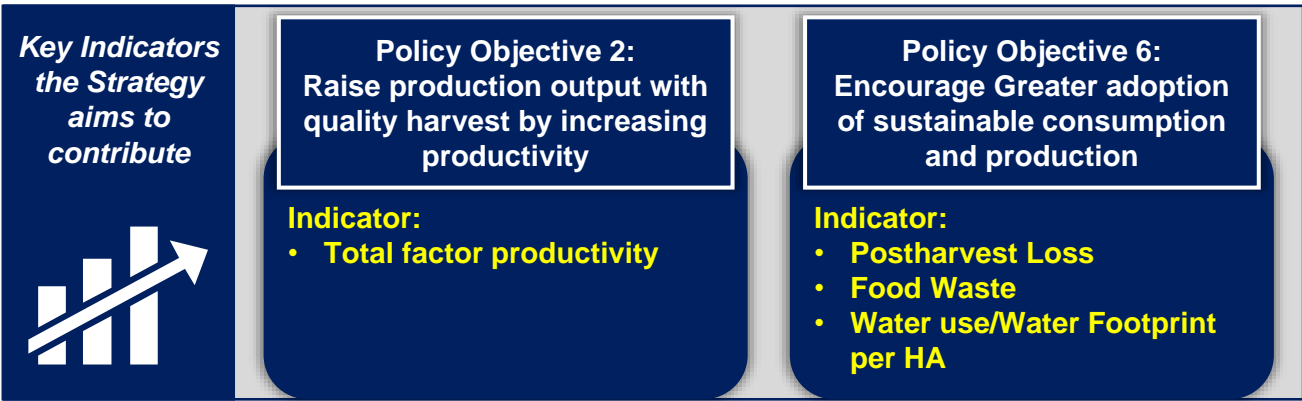 Key Indicators
the Strategy
aims to
contribute
Policy Objective 2:
Raise production output with
quality harvest by increasing
productivity
Indicator:
• Total factor productivity
Policy Objective 6:
Encourage Greater adoption
of sustainable consumption
and production
Indicator:
• Postharvest Loss
• Food Waste
• Water use/Water Footprint
per HA